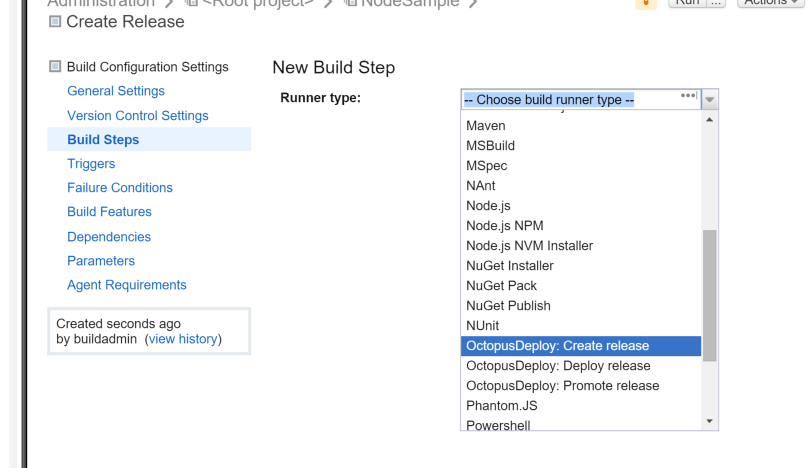 Administration > <Root project> > NodeSample >
Run ...
Actions
Create Release
Build Configuration Settings
General Settings
Version Control Settings
Build Steps
Triggers
Failure Conditions
Build Features
Dependencies
Parameters
Agent Requirements
Created seconds ago
by buildadmin (view history)
New Build Step
Runner type:
-- Choose build runner type --
Maven
MSBuild
MSpec
NAnt
Node.js
Node.js NPM
Node.js NVM Installer
NuGet Installer
NuGet Pack
NuGet Publish
NUnit
OctopusDeploy: Create release
OctopusDeploy: Deploy release
OctopusDeploy: Promote release
Phantom.JS
Powershell